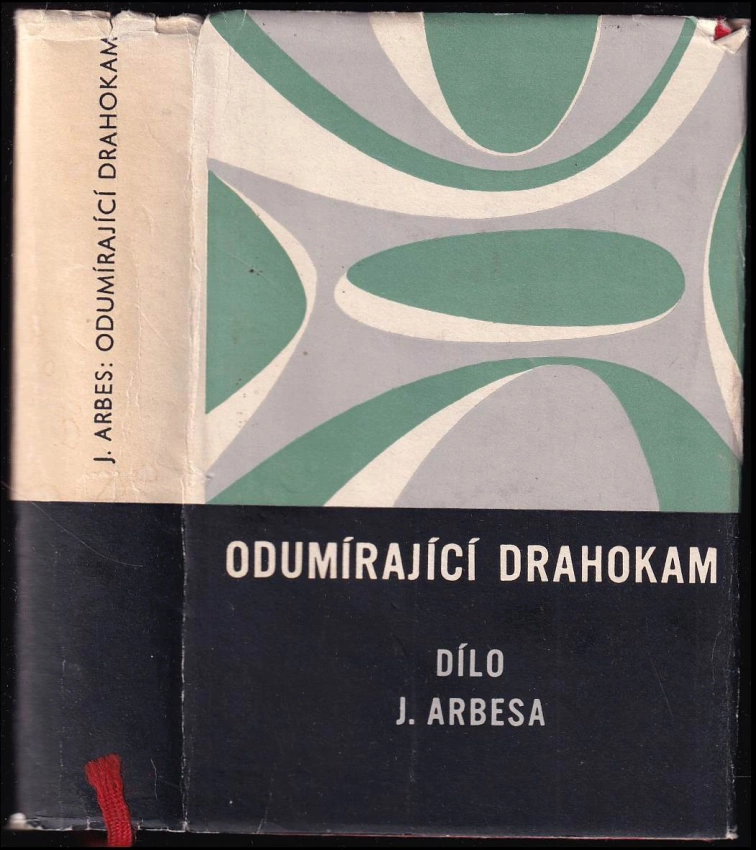 J. ARBES: ODUMÍRAJÍCÍ DRAHOKAM
ODUMÍRAJÍCÍ DRAHOKAM
DÍLO
J. ARBESA